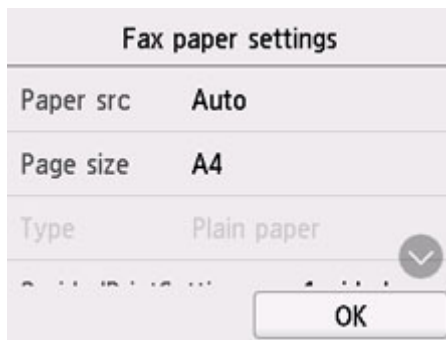 Fax paper settings
Paper src Auto
Page size A4
Type Plain paper
OK